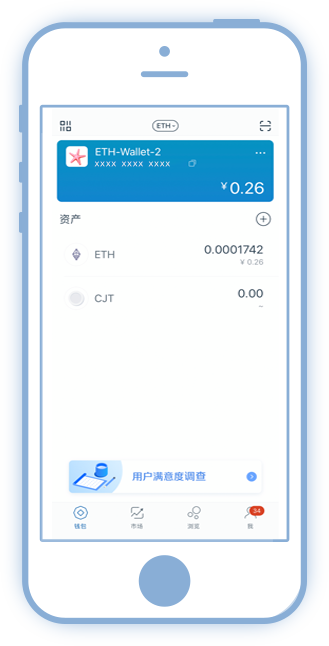 ETH
ETH-Wallet-2
xxxx xxxx xxxx
¥ 0.26
资产
ETH
0.0001742
¥ 0.26
CJT
0.00
~
用户满意度调查
钱包
市场
浏览
34
我